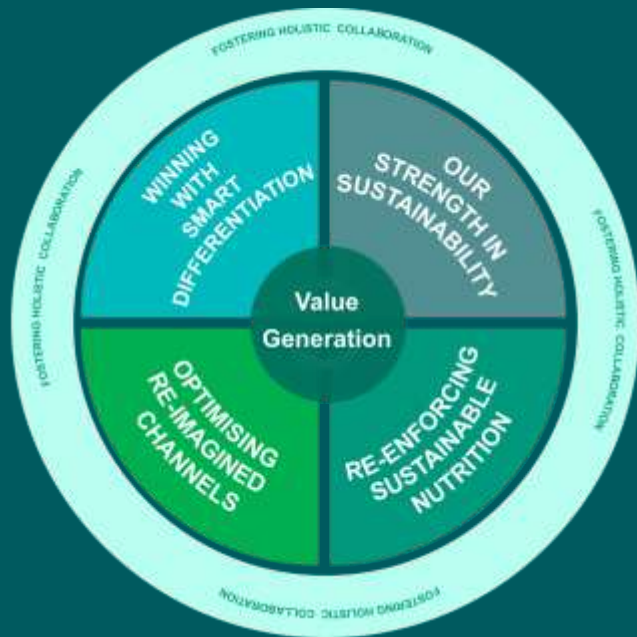 FOSTERING HOLISTIC COLLABORATION
WINNING
WITH
SMART
DIFFERENTIATION
OUR
STRENGTH IN
SUSTAINABILITY
FOSTERING HOLISTIC COLLABORATION
FOSTERING HOLISTIC COLLABORATION
Value
Generation
OPTIMISING
RE-IMAGINED
CHANNELS
RE-ENFORCING
SUSTAINABLE
NUTRITION
FOSTERING HOLISTIC COLLABORATION